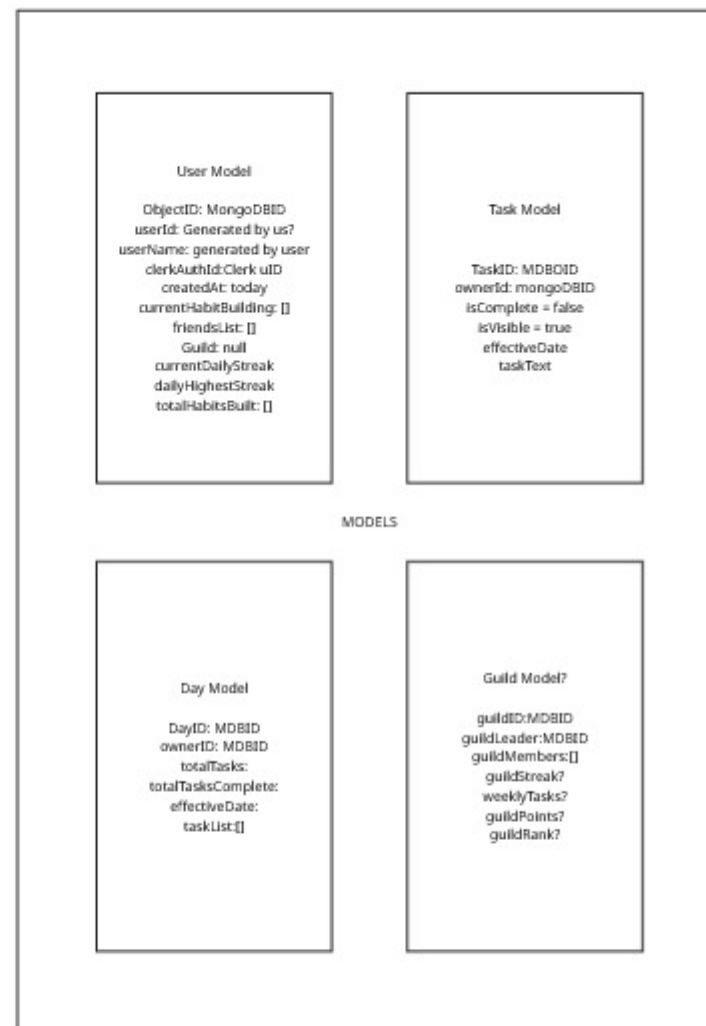 User Model
ObjectID: MongoDBID
userId: Generated by us?
userName: generated by user
clerkAuthId:Clerk uID
createdAt: today
currentHabitBuilding: []
friendsList: []
Guild: null
currentDailyStreak
dailyHighestStreak
totalHabitsBuilt: []
Task Model
TaskID: MDBOID
ownerId: mongoDBID
isComplete = false
isVisible = true
effectiveDate
taskText
MODELS
Day Model
DayID: MDBID
ownerID: MDBID
totalTasks:
totalTasksComplete:
effectiveDate:
taskList:[]
Guild Model?
guildID:MDBID
guildLeader:MDBID
guildMembers:[]
guildStreak?
weeklyTasks?
guildPoints?
guildRank?